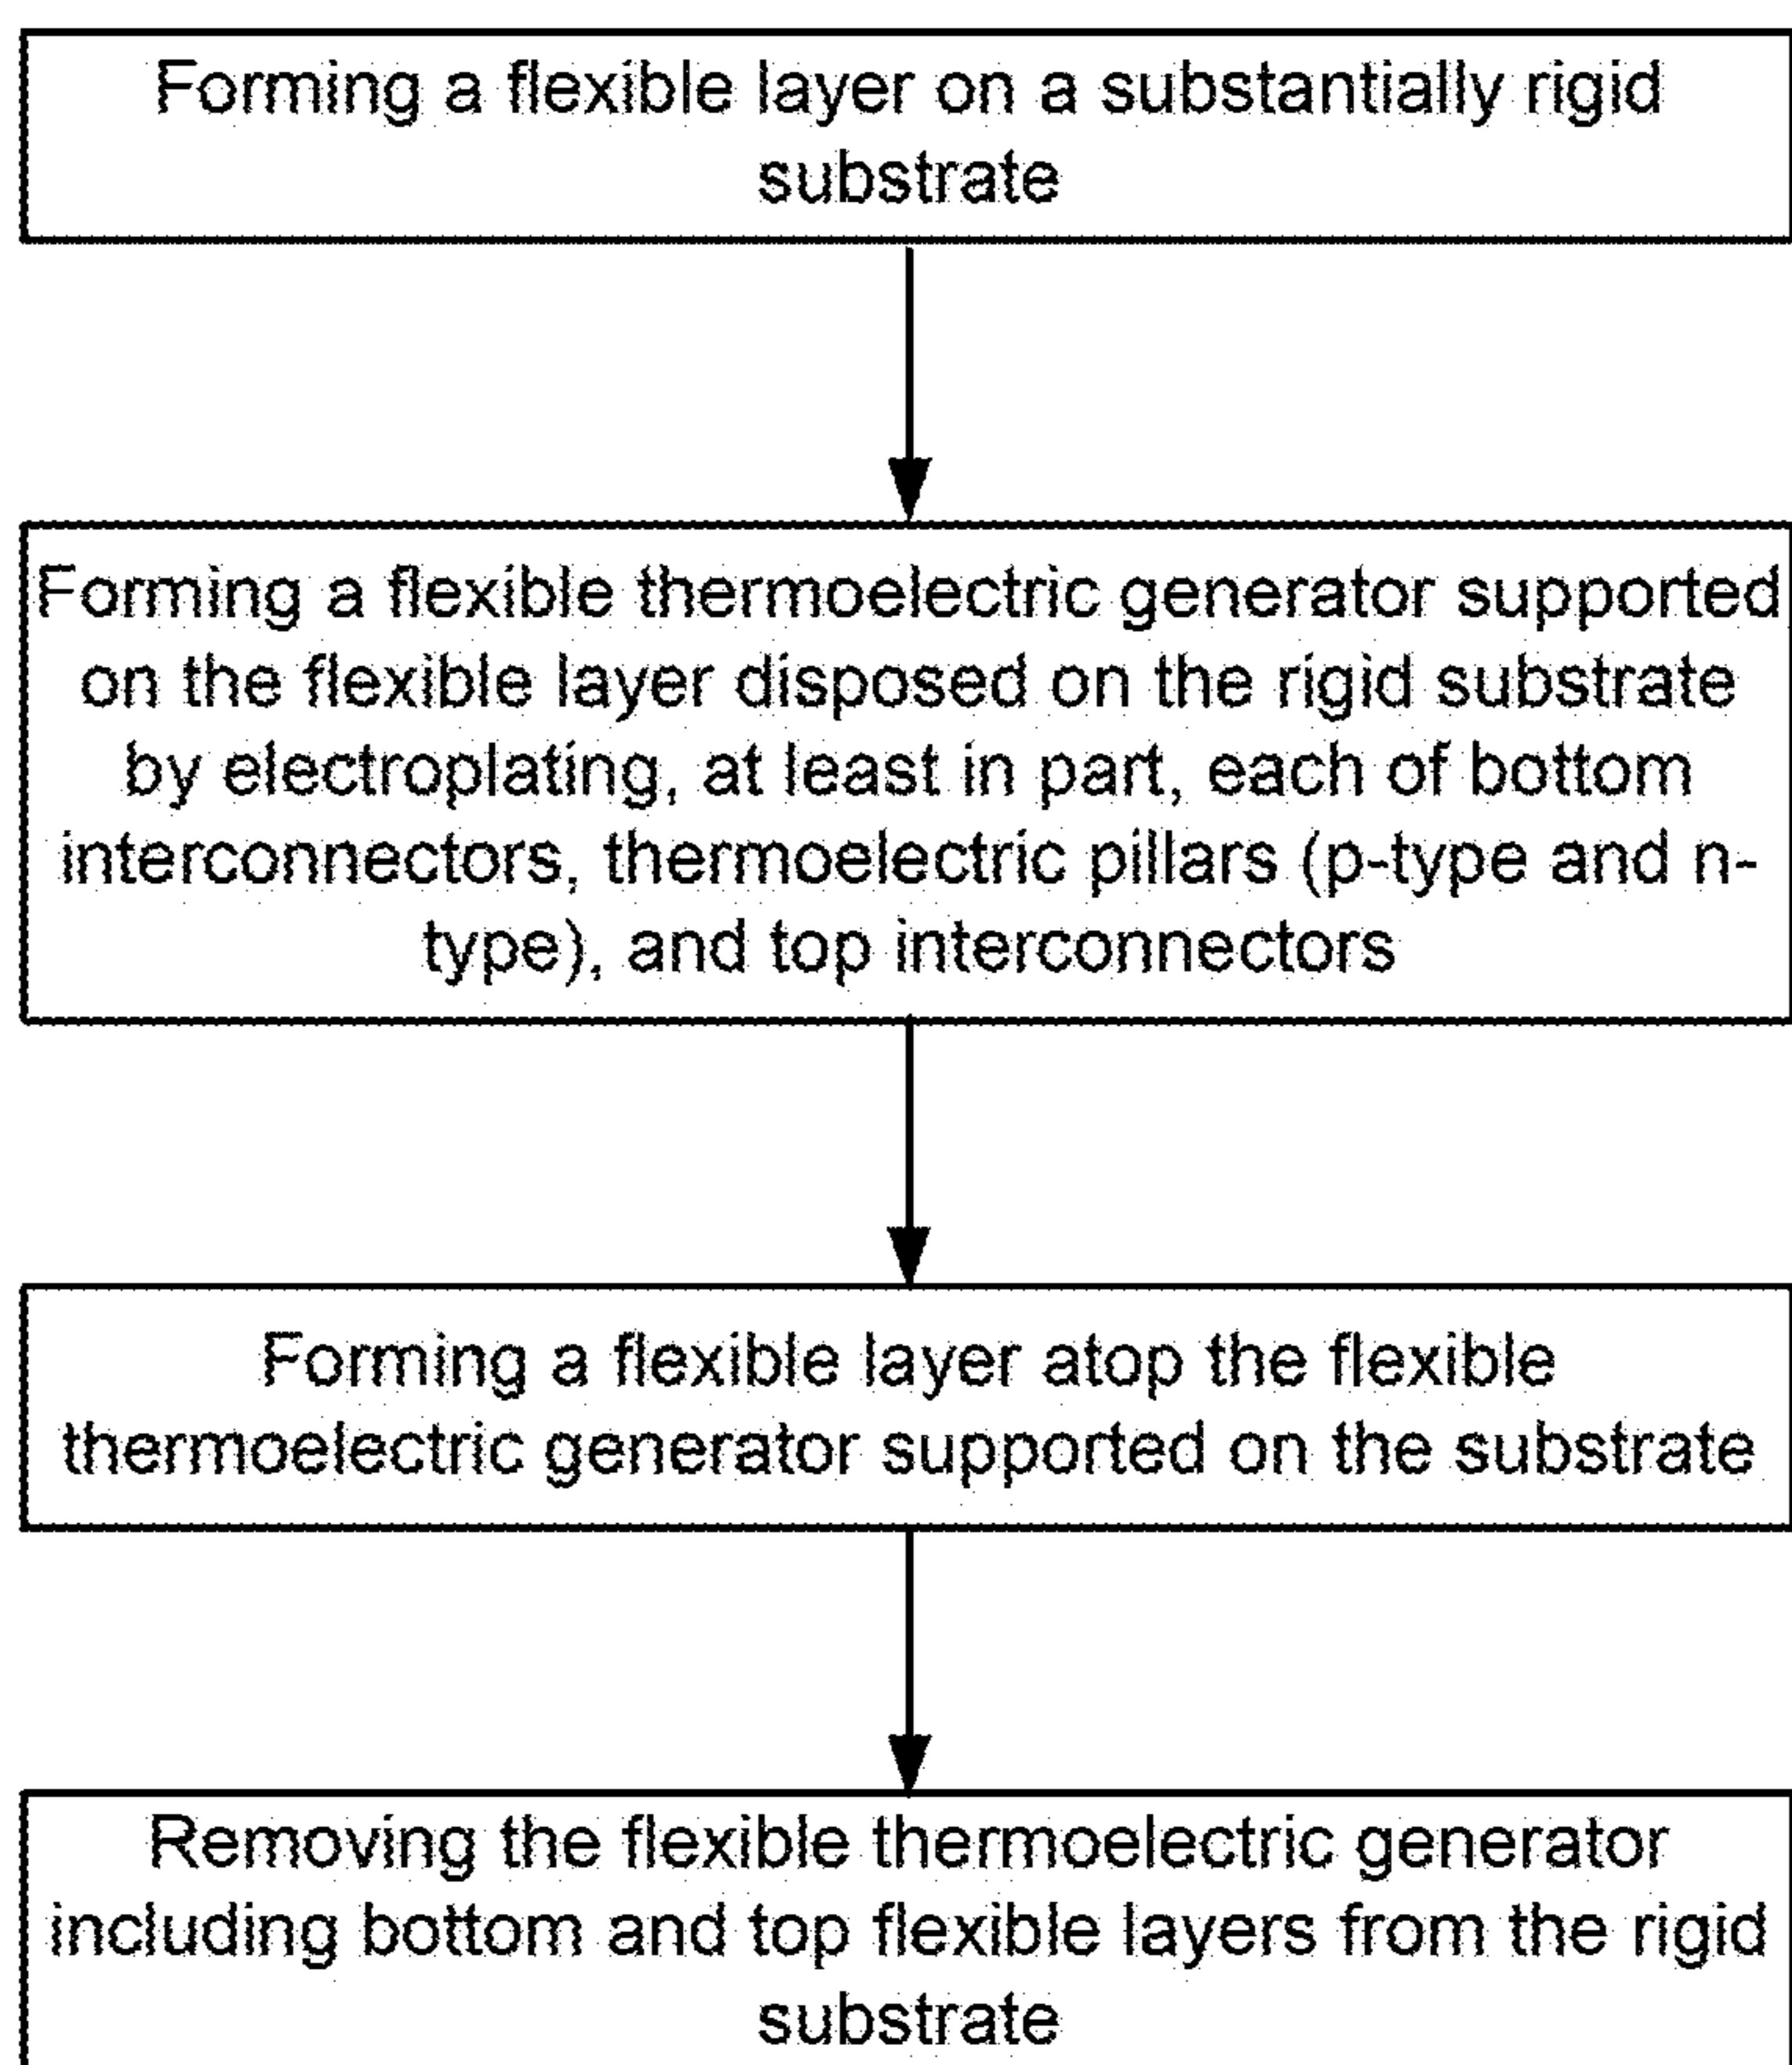 Forming a flexible layer on a substantially rigid
substrate
Forming a flexible thermoelectric generator supported
on the flexible layer disposed on the rigid substrate
by electroplating, at least in part, each of bottom
interconnectors, thermoelectric pillars (p-type and n-
type), and top interconnectors
Forming a flexible layer atop the flexible
thermoelectric generator supported on the substrate
Removing the flexible thermoelectric generator
including bottom and top flexible layers from the rigid
substrate